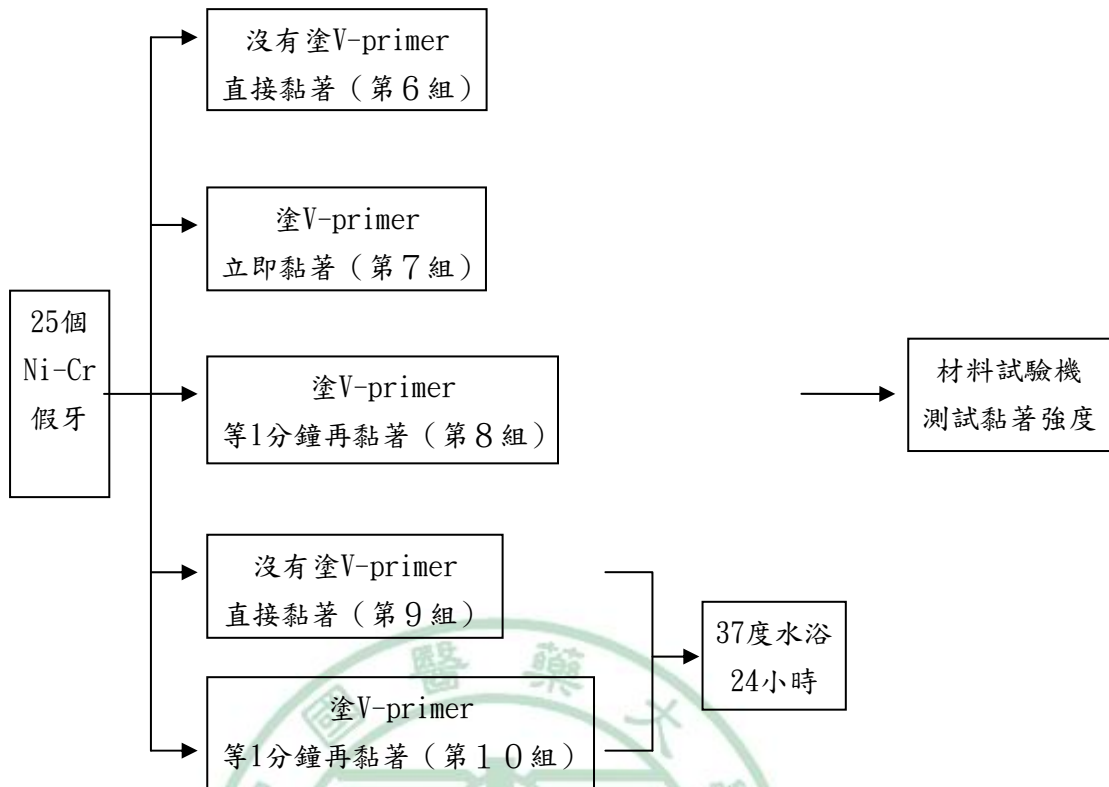 沒有塗V-primer
直接黏著（第６組）
塗V-primer
立即黏著（第７組）
25個
Ni-Cr
假牙
塗V-primer
等1分鐘再黏著（第８組）
材料試驗機
測試黏著強度
沒有塗V-primer
直接黏著（第９組）
37度水浴
24小時
塗V-primer
等1分鐘再黏著（第１０組）
國醫藥大